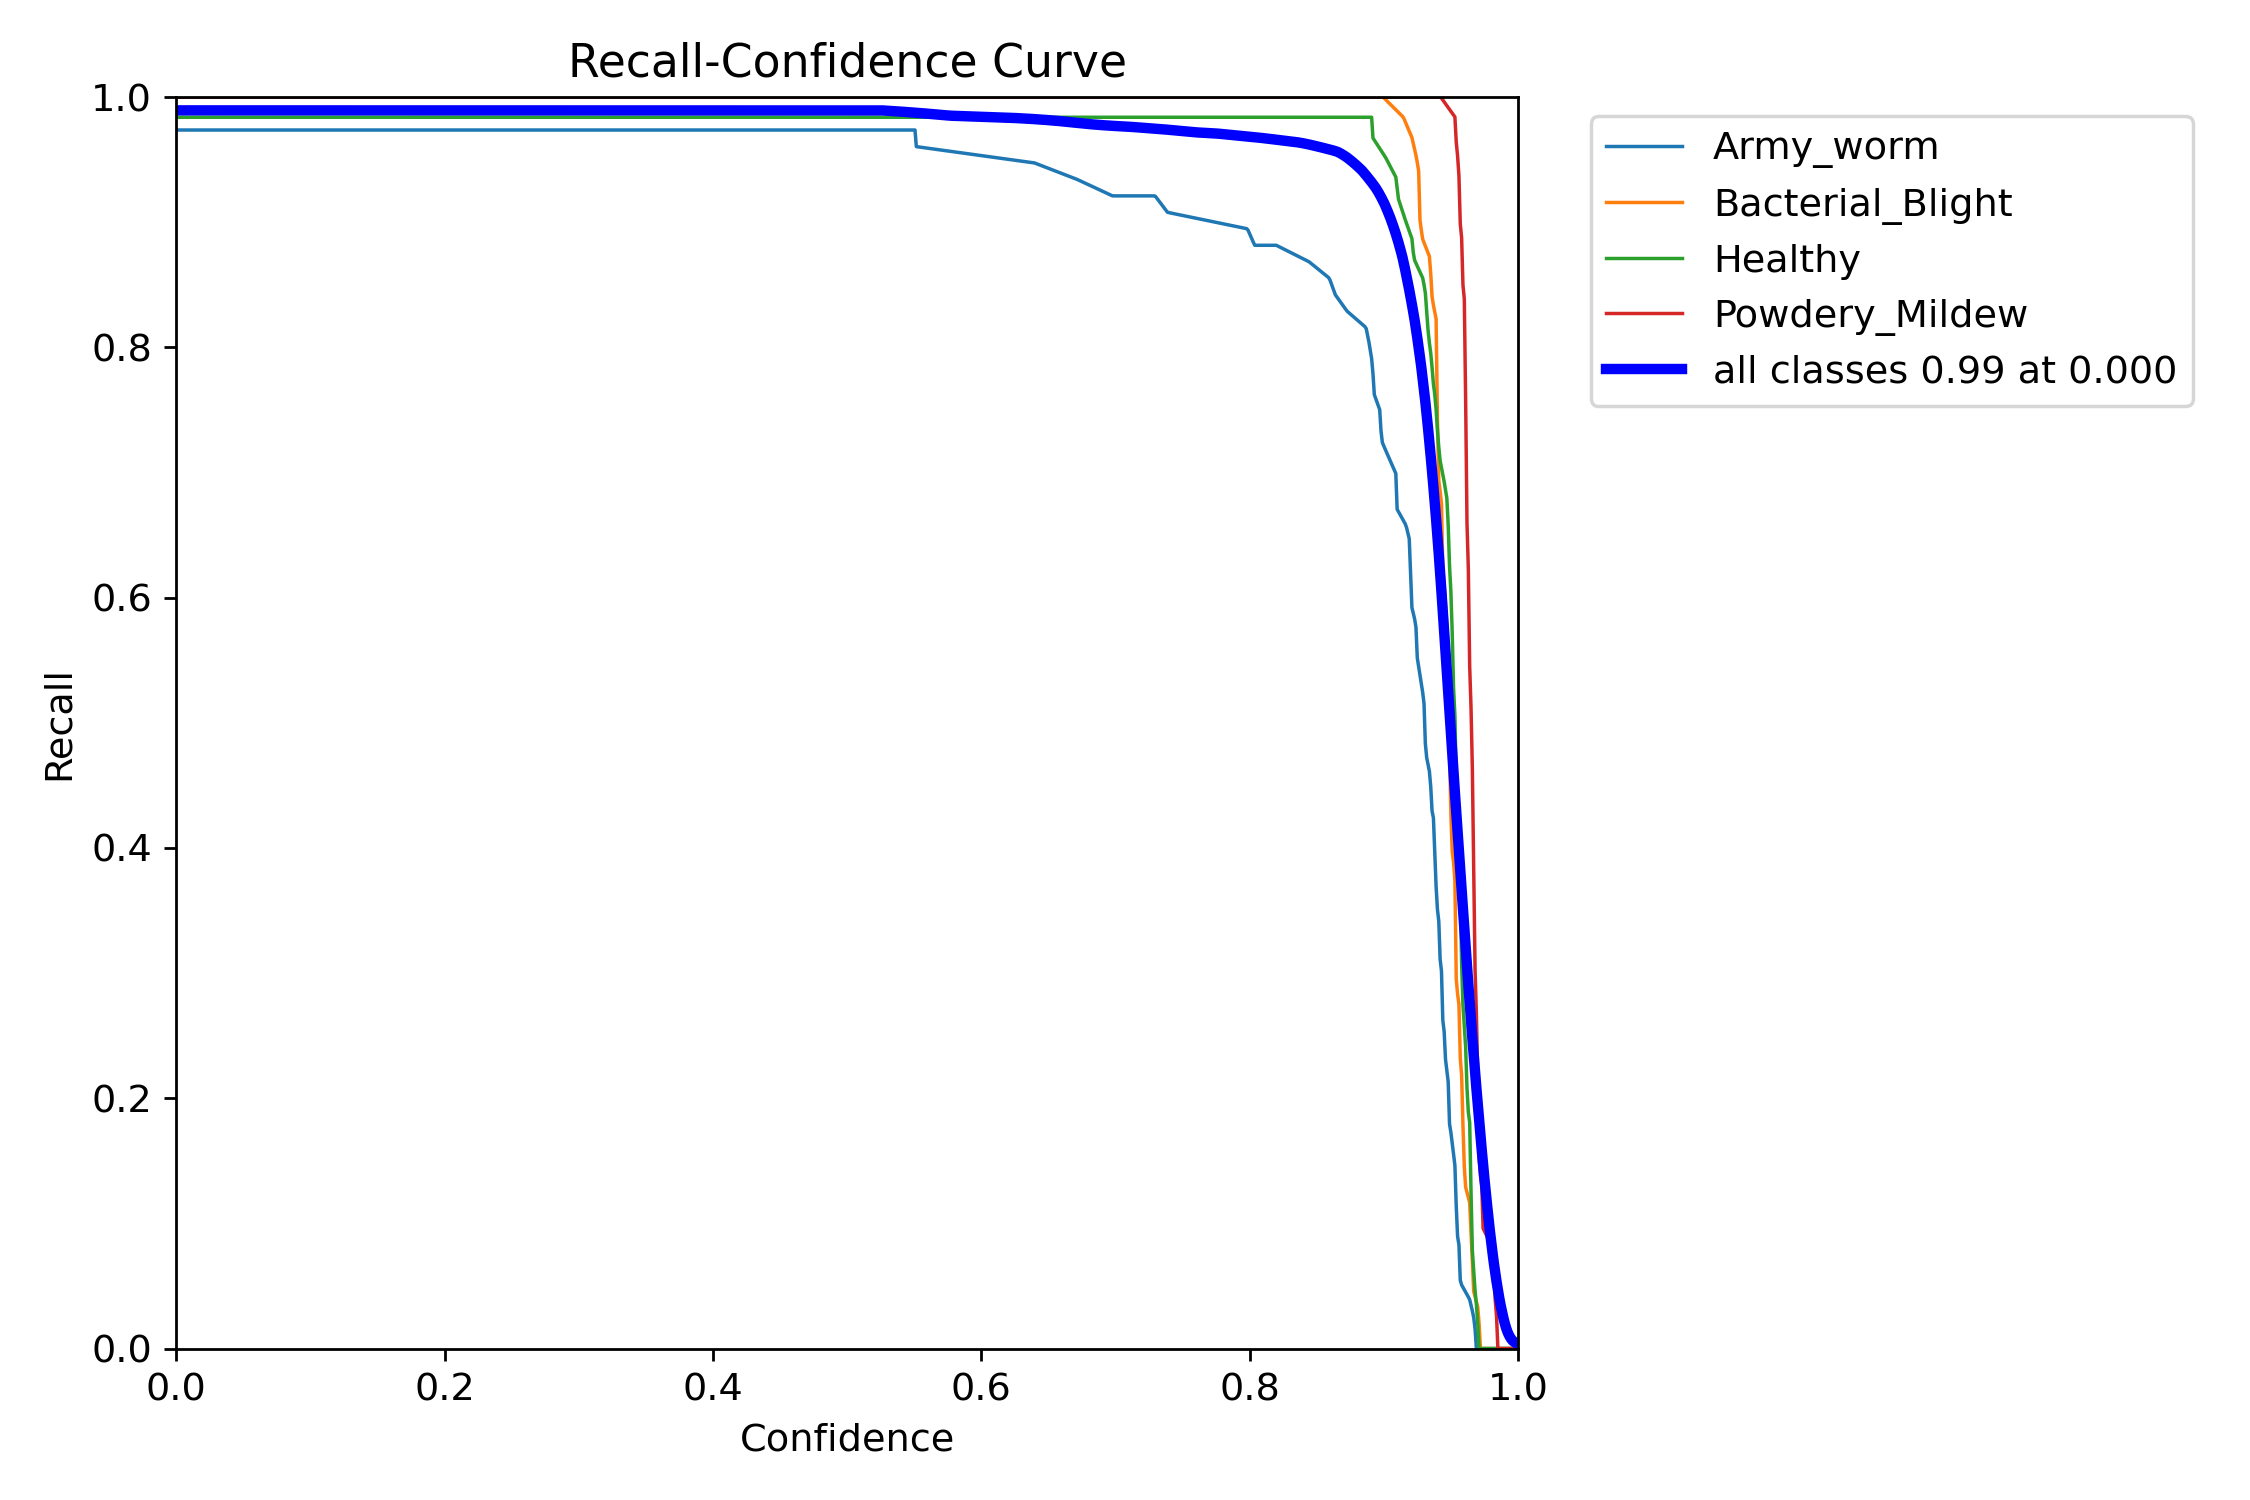 Recall-Confidence Curve
1.0
0.8
0.6
0.4
0.2
0.0
Recall
0.0 0.2 0.4 0.6 0.8 1.0
Confidence
Army_worm
Bacterial_Blight
Healthy
Powdery_Mildew
all classes 0.99 at 0.000